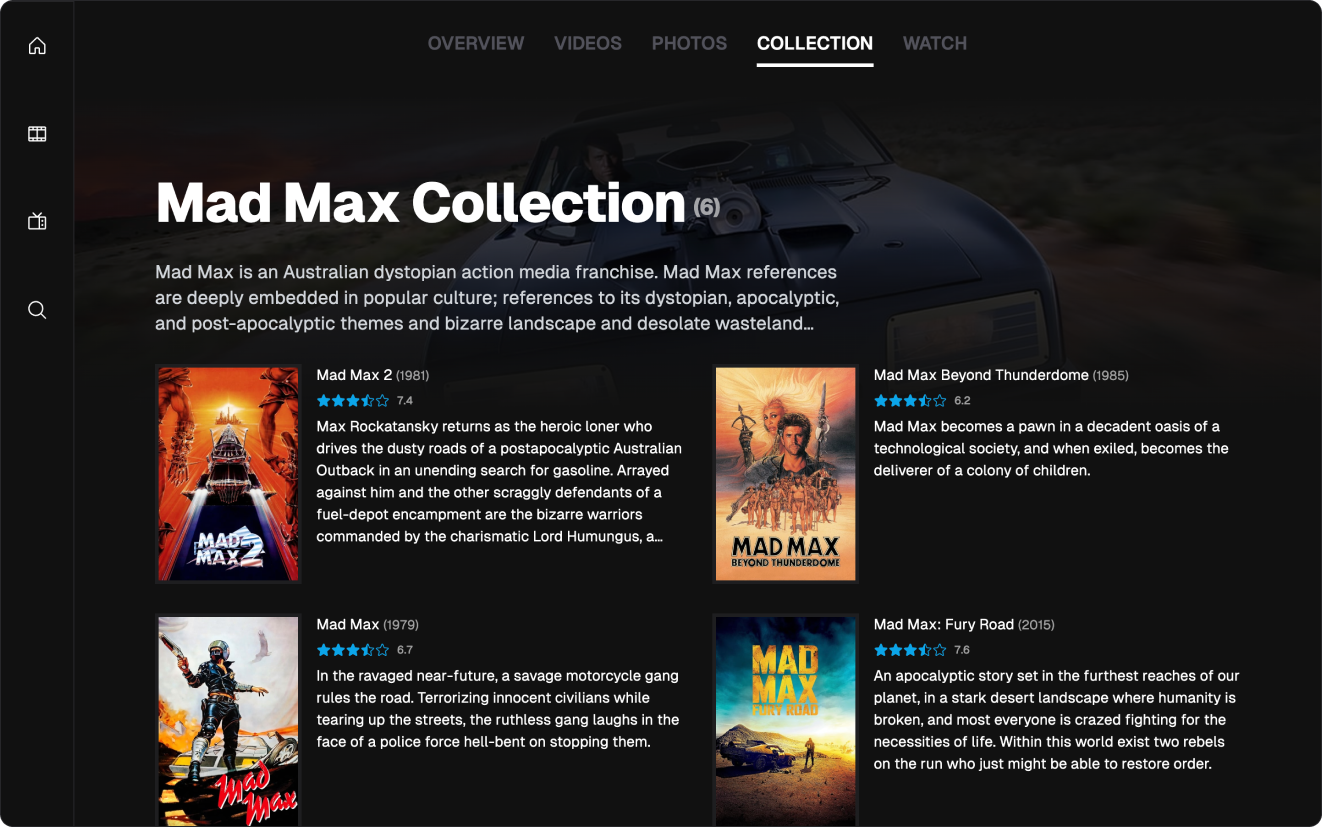 OVERVIEW VIDEOS PHOTOS COLLECTION WATCH
Mad Max Collection (6)
Mad Max is an Australian dystopian action media franchise. Mad Max references
are deeply embedded in popular culture; references to its dystopian, apocalyptic,
and post-apocalyptic themes and bizarre landscape and desolate wasteland...
MAD
MAX 2
Mad Max 2 (1981)
7.4
Max Rockatansky returns as the heroic loner who
drives the dusty roads of a postapocalyptic Australian
Outback in an unending search for gasoline. Arrayed
against him and the other scraggly defendants of a
fuel-depot encampment are the bizarre warriors
commanded by the charismatic Lord Humungus, a...
MAD MAX
BEYOND THUNDERDOME
Mad Max Beyond Thunderdome (1985)
6.2
Mad Max becomes a pawn in a decadent oasis of a
technological society, and when exiled, becomes the
deliverer of a colony of children.
Mad
Max
Mad Max (1979)
6.7
In the ravaged near-future, a savage motorcycle gang
rules the road. Terrorizing innocent civilians while
tearing up the streets, the ruthless gang laughs in the
face of a police force hell-bent on stopping them.
MAD
MAX
FURY ROAD
Mad Max: Fury Road (2015)
7.6
An apocalyptic story set in the furthest reaches of our
planet, in a stark desert landscape where humanity is
broken, and most everyone is crazed fighting for the
necessities of life. Within this world exist two rebels
on the run who just might be able to restore order.